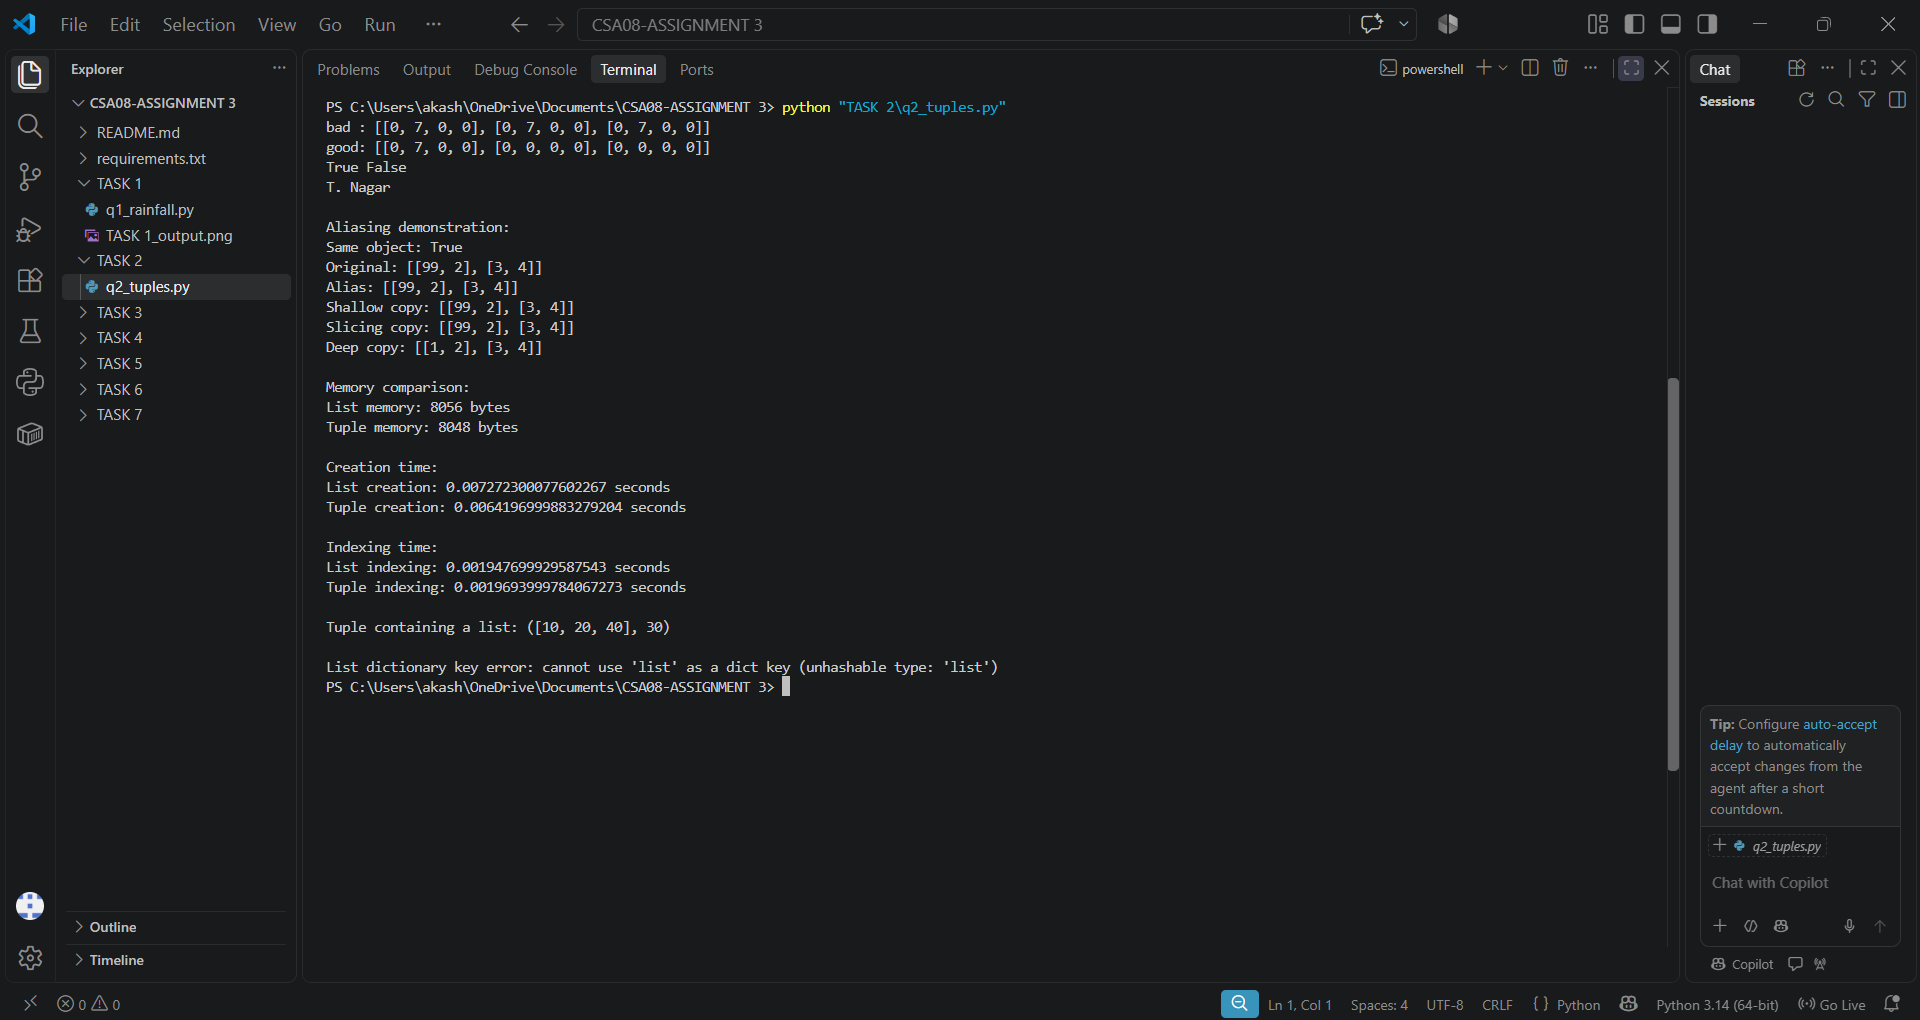 File Edit Selection View Go Run ···
CSA08-ASSIGNMENT 3
Explorer
CSA08-ASSIGNMENT 3
README.md
requirements.txt
TASK 1
q1_rainfall.py
TASK 1_output.png
TASK 2
q2_tuples.py
TASK 3
TASK 4
TASK 5
TASK 6
TASK 7
Outline
Timeline
Problems Output Debug Console Terminal Ports
powershell
PS C:\Users\akash\OneDrive\Documents\CSA08-ASSIGNMENT 3> python "TASK 2\q2_tuples.py"
bad : [[0, 7, 0, 0], [0, 7, 0, 0], [0, 7, 0, 0]]
good: [[0, 7, 0, 0], [0, 0, 0, 0], [0, 0, 0, 0]]
True False
T. Nagar
Aliasing demonstration:
Same object: True
Original: [[99, 2], [3, 4]]
Alias: [[99, 2], [3, 4]]
Shallow copy: [[99, 2], [3, 4]]
Slicing copy: [[99, 2], [3, 4]]
Deep copy: [[1, 2], [3, 4]]
Memory comparison:
List memory: 8056 bytes
Tuple memory: 8048 bytes
Creation time:
List creation: 0.007272300077602267 seconds
Tuple creation: 0.0064196999883279204 seconds
Indexing time:
List indexing: 0.001947699929587543 seconds
Tuple indexing: 0.0019693999784067273 seconds
Tuple containing a list: ([10, 20, 40], 30)
List dictionary key error: cannot use 'list' as a dict key (unhashable type: 'list')
PS C:\Users\akash\OneDrive\Documents\CSA08-ASSIGNMENT 3>
Chat
Sessions
Tip: Configure auto-accept
delay to automatically
accept changes from the
agent after a short
countdown.
q2_tuples.py
Chat with Copilot
Copilot
0 0
Ln 1, Col 1 Spaces: 4 UTF-8 CRLF {} Python Python 3.14 (64-bit) Go Live